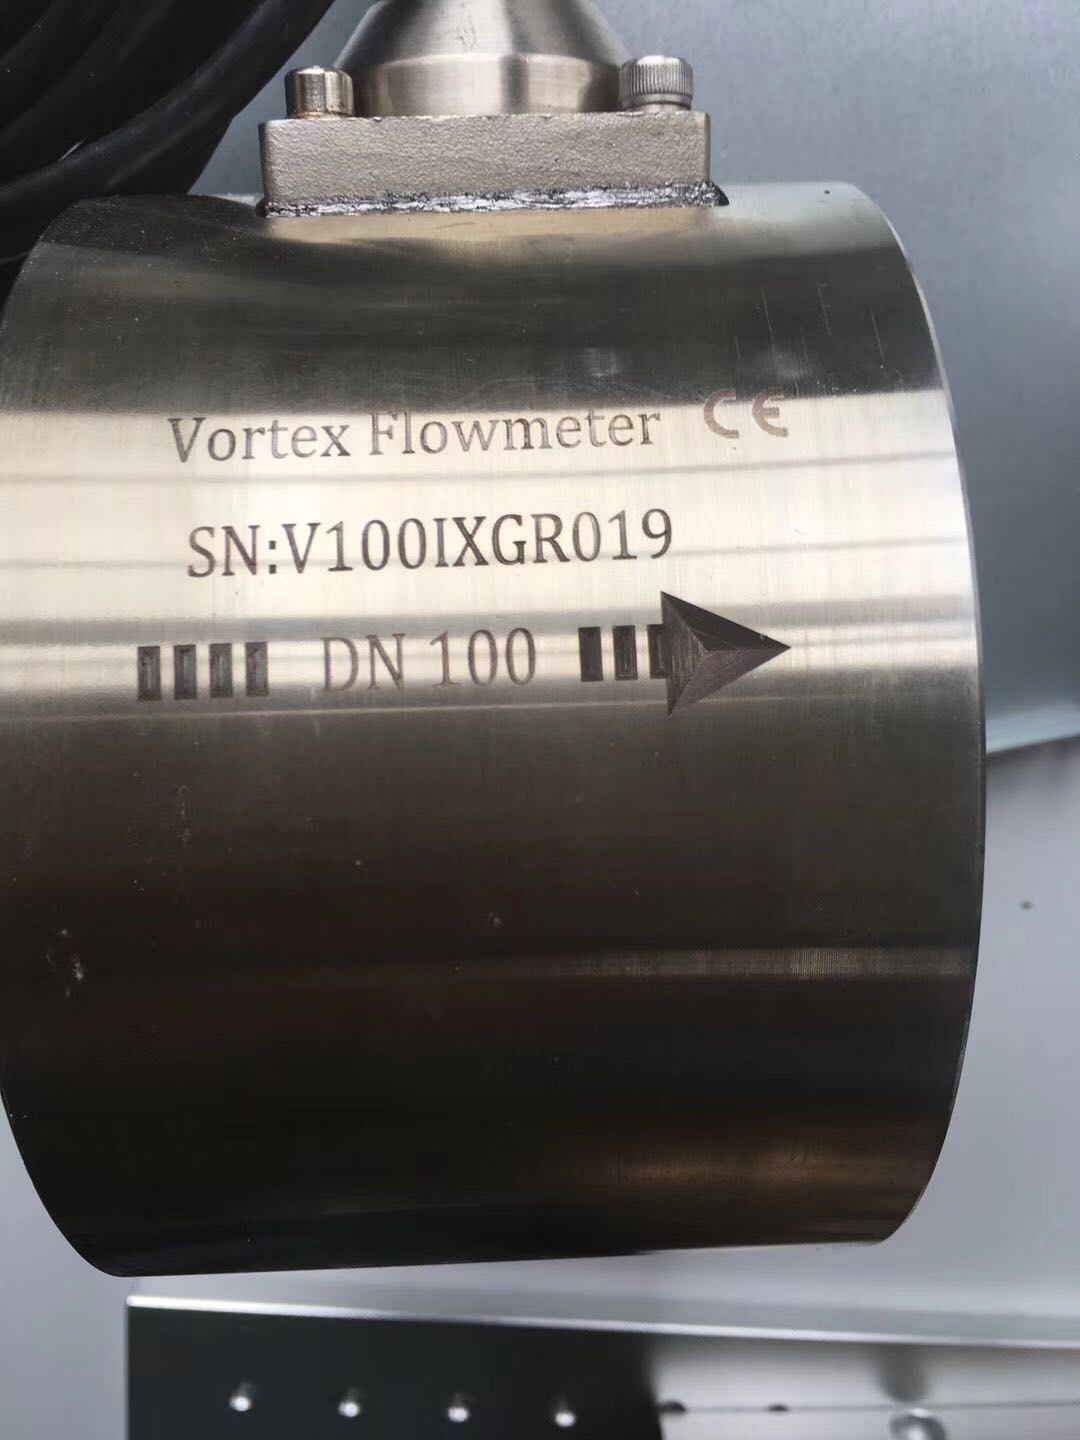 Vortex Flowmeter CE
SN:V100IXGR019
DN 100